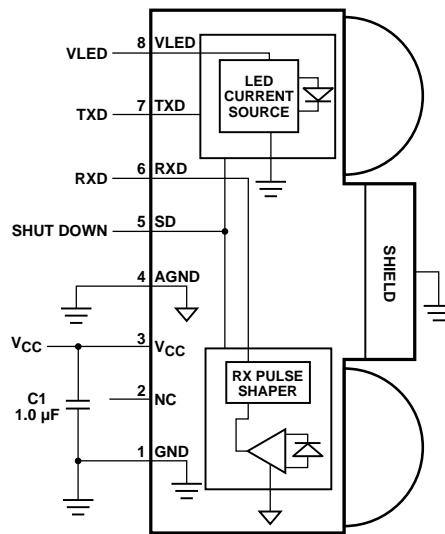 VLED 8 VLED
LED
CURRENT
SOURCE
TXD 7 TXD
RXD 6 RXD
SHUT DOWN 5 SD
SHIELD
4 AGND
VCC 3 VCC
RX PULSE
SHAPER
C1
1.0 µF
2 NC
1 GND